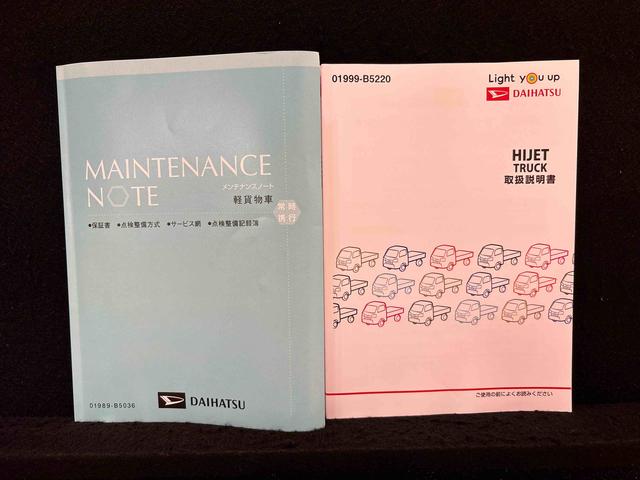 MAINTENANCE
NOTE
メンテナンスノート
軽貨物車
常時
携行
●保証書 ●点検整備方式 ●サービス網 ●点検整備記録簿
01989-B5036
DAIHATSU
01999-B5220
Light you up
DAIHATSU
HIJET
TRUCK
取扱説明書
ご使用の前によくお読みください